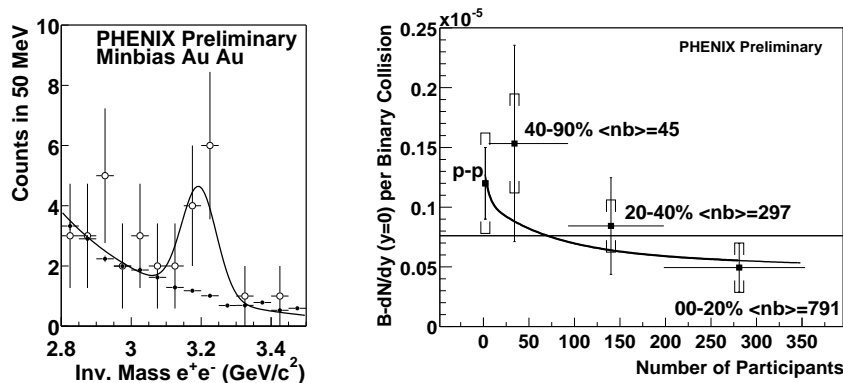 PHENIX Preliminary
Minbias Au Au
Counts in 50 MeV
10
8
6
4
2
0
2.8
3
3.2
3.4
Inv. Mass e⁺e⁻ (GeV/c²)
x10⁻⁵
PHENIX Preliminary
B-dN/dy (y=0) per Binary Collision
0.25
0.2
0.15
0.1
0.05
0
40-90% <nb>=45
p-p
20-40% <nb>=297
00-20% <nb>=791
0
50
100
150
200
250
300
350
Number of Participants